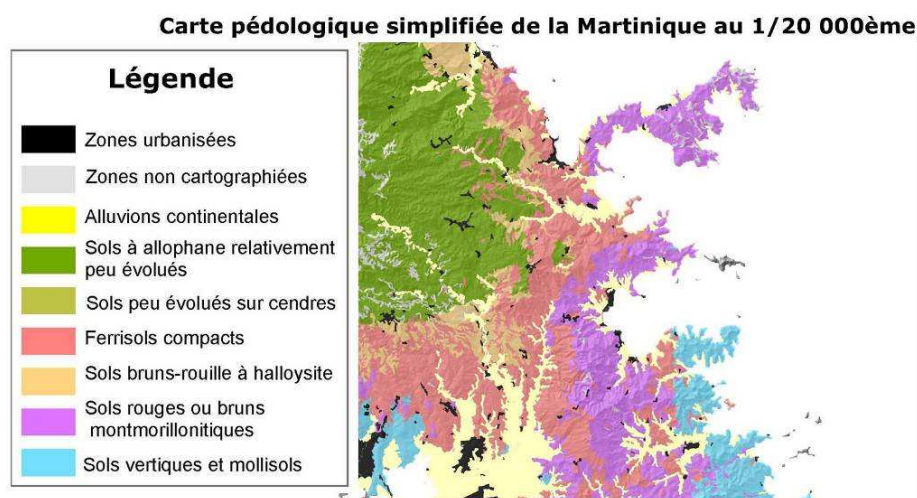 Carte pédologique simplifiée de la Martinique au 1/20 000ème
Légende
Zones urbanisées
Zones non cartographiées
Alluvions continentales
Sols à allophane relativement
peu évolués
Sols peu évolués sur cendres
Ferrisols compacts
Sols bruns-rouille à halloysite
Sols rouges ou bruns
montmorillonitiques
Sols vertiques et mollisols